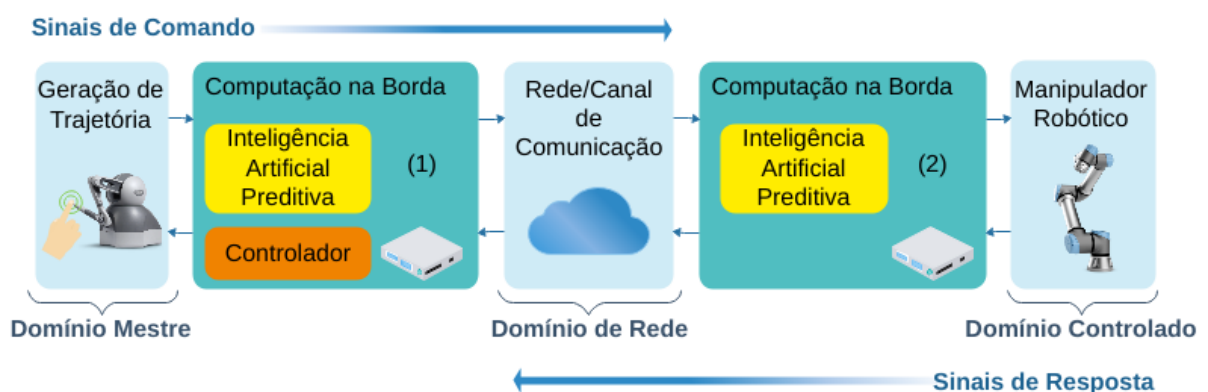 Sinais de Comando
Geração de
Trajetória
Computação na Borda
Inteligência
Artificial
Preditiva
(1)
Controlador
Rede/Canal
de
Comunicação
Computação na Borda
Inteligência
Artificial
Preditiva
(2)
Manipulador
Robótico
Domínio Mestre
Domínio de Rede
Domínio Controlado
Sinais de Resposta